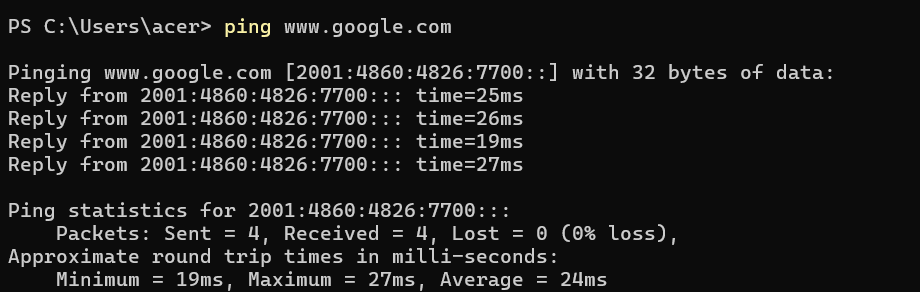 PS C:\Users\acer> ping www.google.com
Pinging www.google.com [2001:4860:4826:7700::] with 32 bytes of data:
Reply from 2001:4860:4826:7700::: time=25ms
Reply from 2001:4860:4826:7700::: time=26ms
Reply from 2001:4860:4826:7700::: time=19ms
Reply from 2001:4860:4826:7700::: time=27ms
Ping statistics for 2001:4860:4826:7700:::
    Packets: Sent = 4, Received = 4, Lost = 0 (0% loss),
Approximate round trip times in milli-seconds:
    Minimum = 19ms, Maximum = 27ms, Average = 24ms